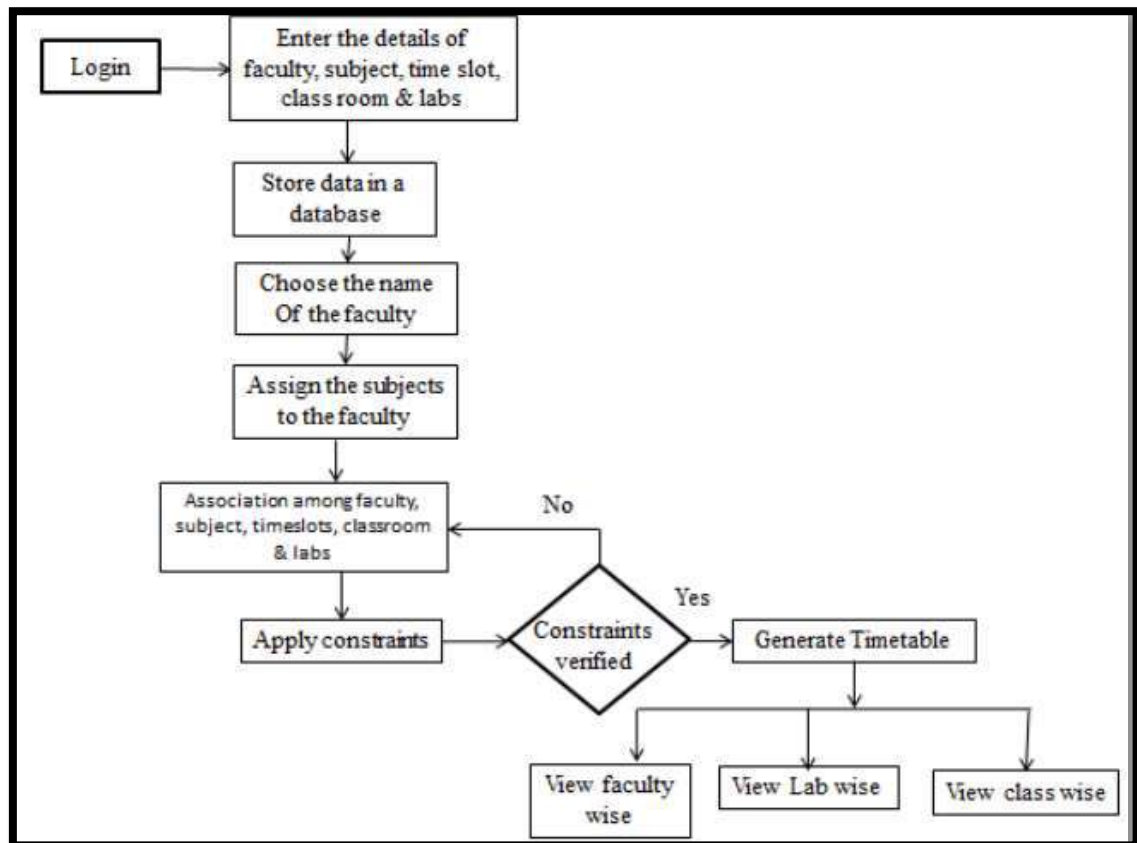 Login
Enter the details of
faculty, subject, time slot,
class room & labs
Store data in a
database
Choose the name
Of the faculty
Assign the subjects
to the faculty
Association among faculty,
subject, timeslots, classroom
& labs
No
Apply constraints
Constraints
verified
Yes
Generate Timetable
View faculty
wise
View Lab wise
View class wise